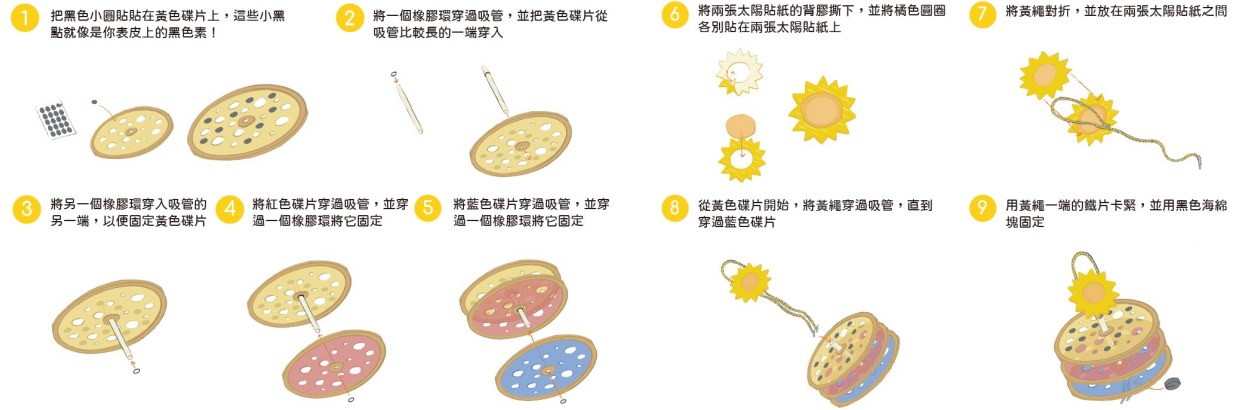 1 把黑色小圓貼貼在黃色碟片上，這些小黑
點就像是你表皮上的黑色素！
2 將一個橡膠環穿過吸管，並把黃色碟片從
吸管比較長的一端穿入
3 將另一個橡膠環穿入吸管的
另一端，以便固定黃色碟片
4 將紅色碟片穿過吸管，並穿
過一個橡膠環將它固定
5 將藍色碟片穿過吸管，並穿
過一個橡膠環將它固定
6 將兩張太陽貼紙的背膠撕下，並將橘色圓圈
各別貼在兩張太陽貼紙上
7 將黃繩對折，並放在兩張太陽貼紙之間
8 從黃色碟片開始，將黃繩穿過吸管，直到
穿過藍色碟片
9 用黃繩一端的鐵片卡緊，並用黑色海綿
塊固定